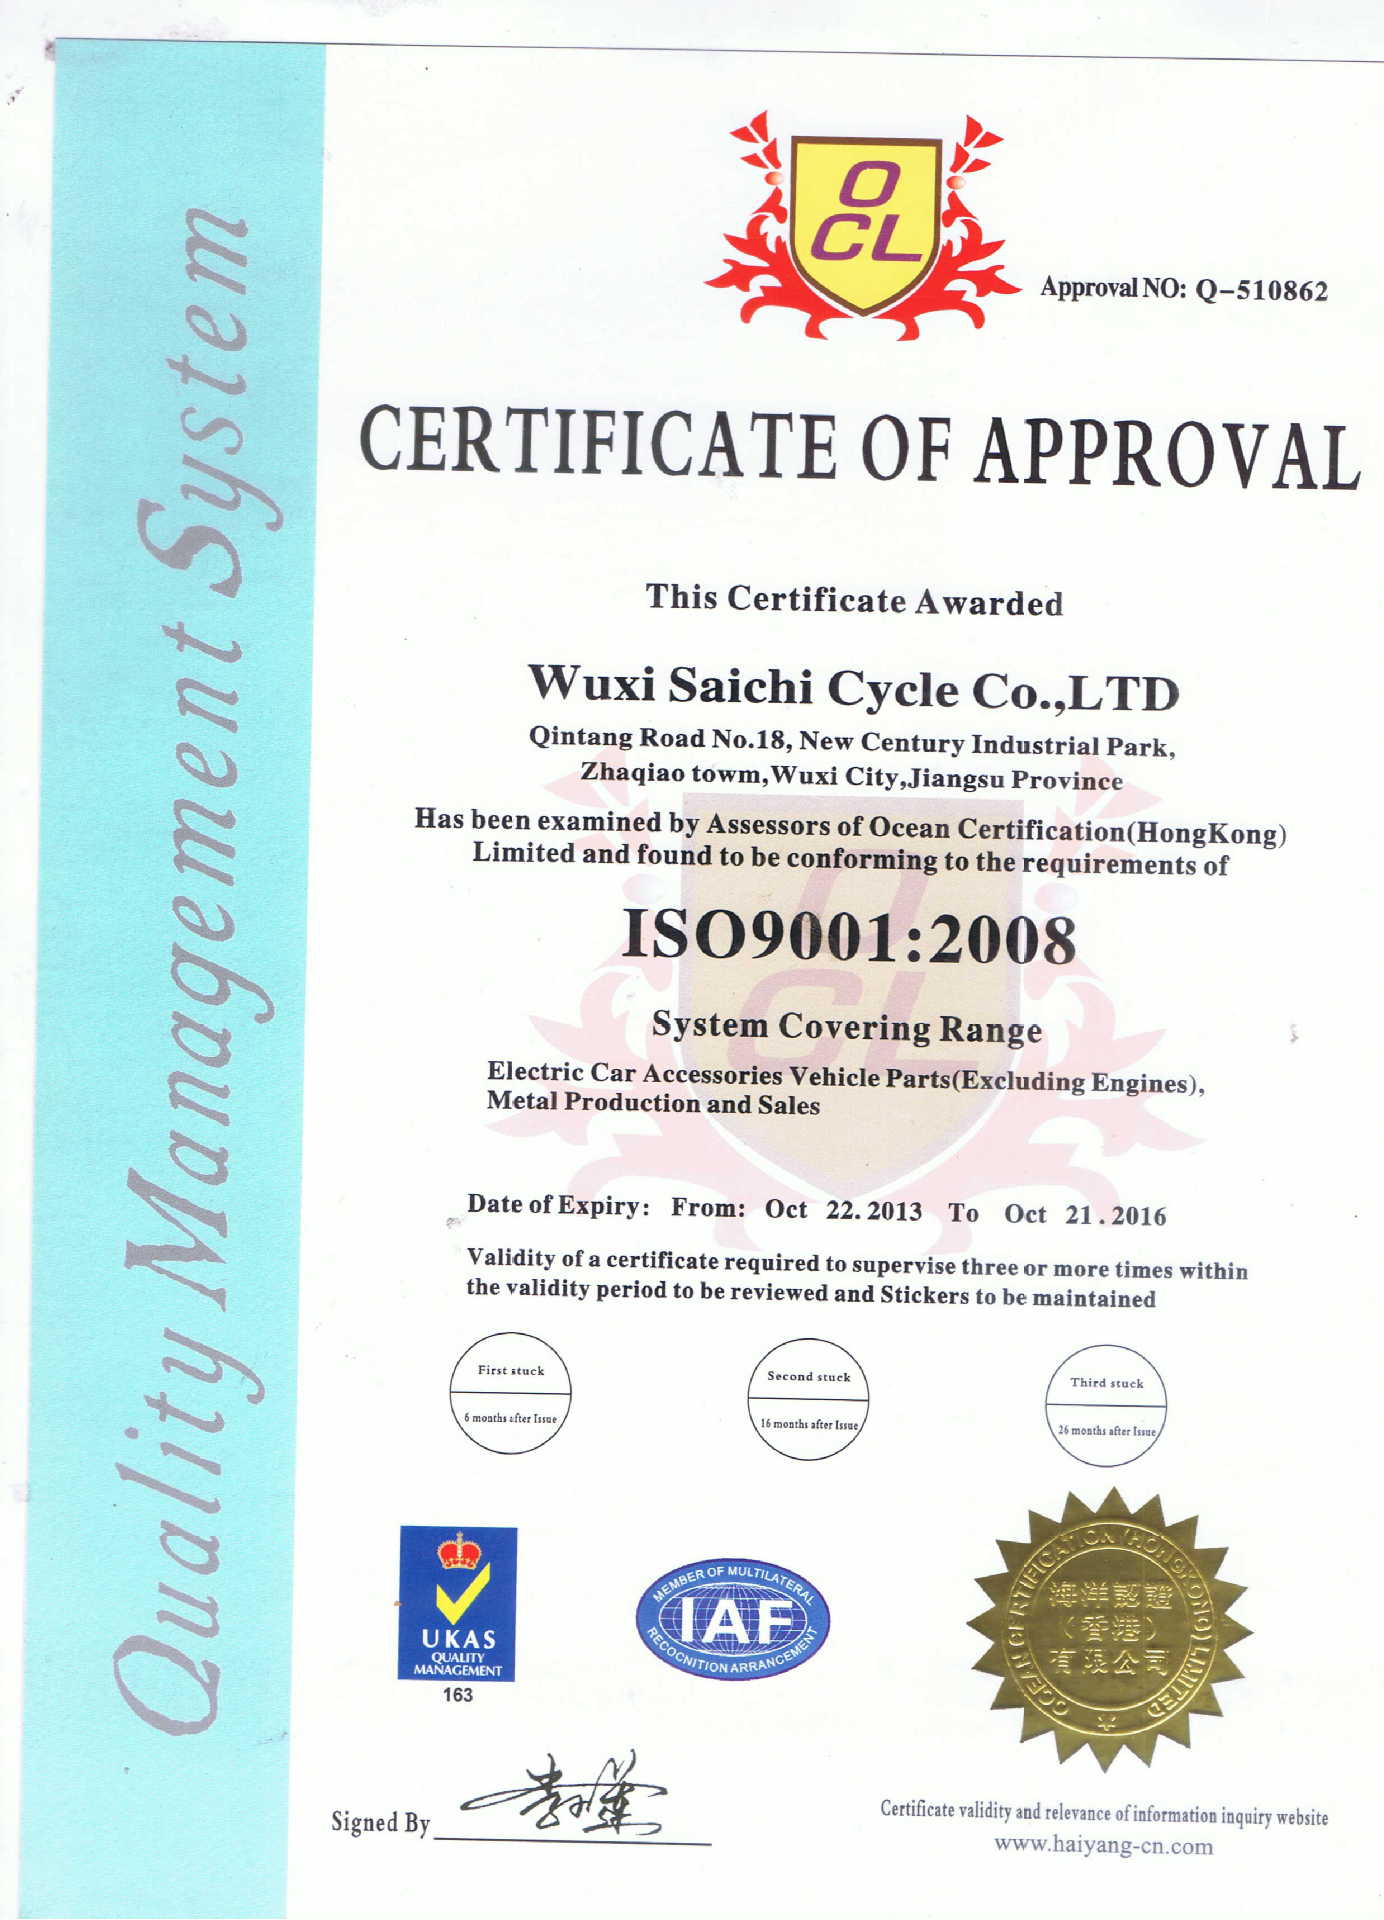 Quality Management System
O
CL
Approval NO: Q-510862
CERTIFICATE OF APPROVAL
This Certificate Awarded
Wuxi Saichi Cycle Co.,LTD
Qintang Road No.18, New Century Industrial Park,
Zhaqiao towm,Wuxi City,Jiangsu Province
Has been examined by Assessors of Ocean Certification(HongKong)
Limited and found to be conforming to the requirements of
O
CL
ISO9001:2008
System Covering Range
Electric Car Accessories Vehicle Parts(Excluding Engines),
Metal Production and Sales
Date of Expiry: From: Oct 22.2013 To Oct 21.2016
Validity of a certificate required to supervise three or more times within
the validity period to be reviewed and Stickers to be maintained
First stuck
6 months after Issue
Second stuck
16 months after Issue
Third stuck
26 months after Issue
UKAS
QUALITY
MANAGEMENT
163
MEMBER OF MULTILATERAL
IAF
RECOCNITION ARRANCEMENT
OCEAN CERTIFICATION (HONGKONG) LIMITED
海洋認證
（香港）
有限公司
Signed By
Certificate validity and relevance of information inquiry website
www.haiyang-cn.com